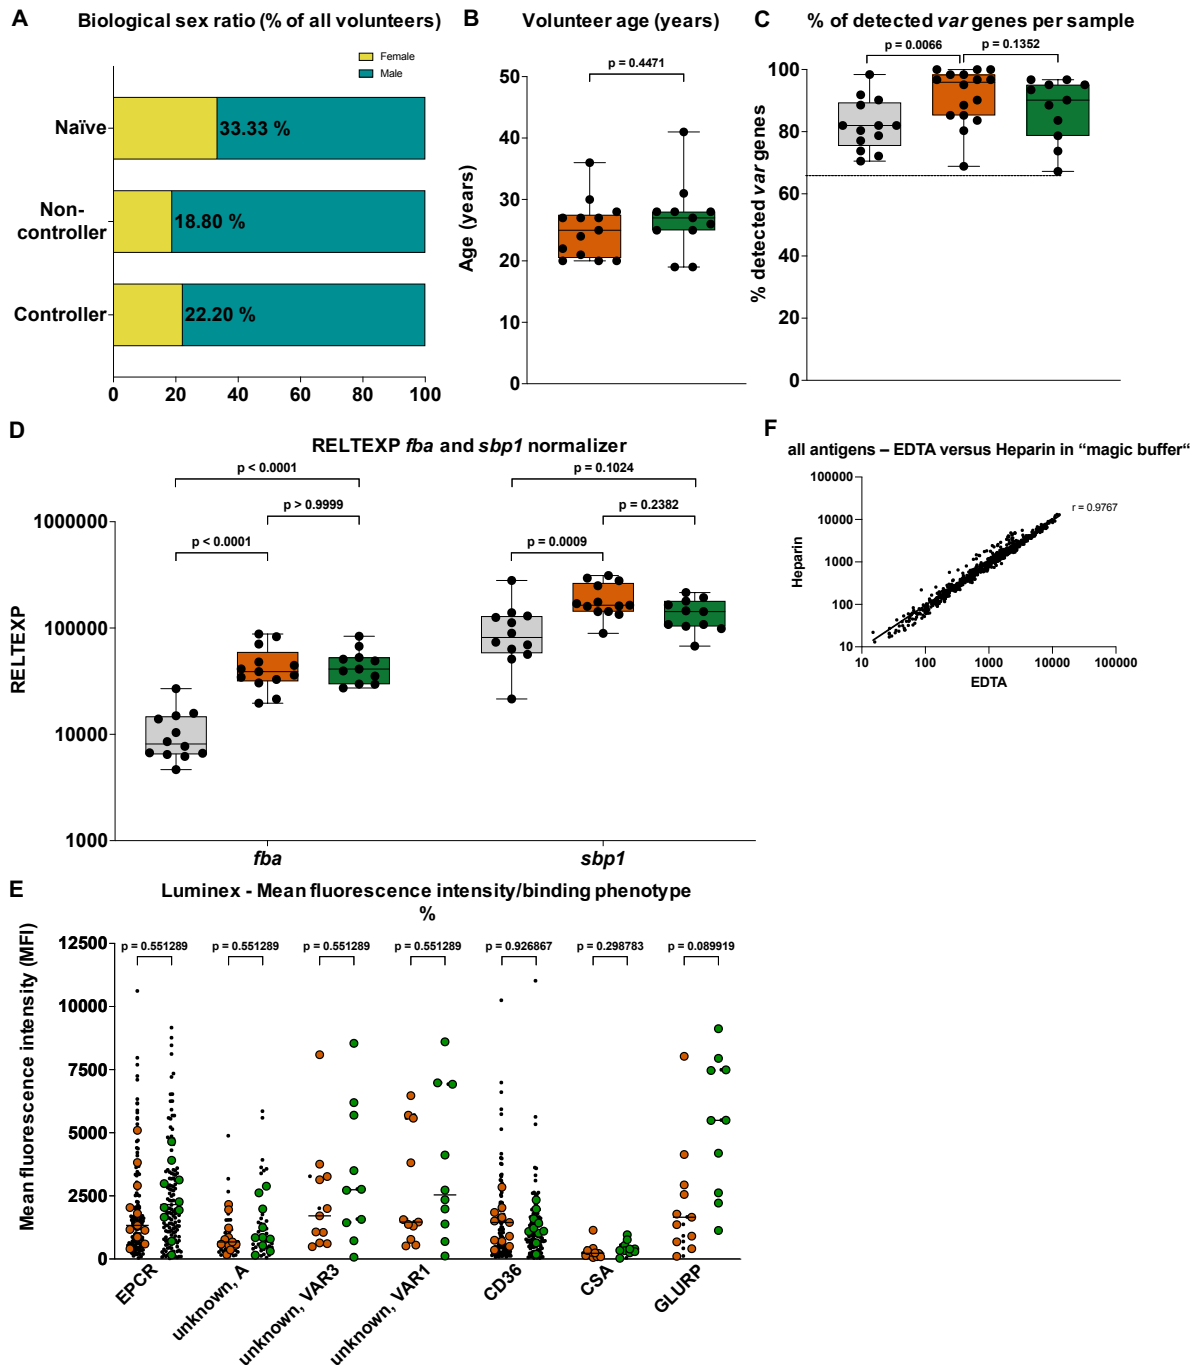 A
Biological sex ratio (% of all volunteers)
Female
Male
Naïve
33.33 %
Non-
controller
18.80 %
Controller
22.20 %
0 20 40 60 80 100
B
Volunteer age (years)
p = 0.4471
Age (years)
50
40
30
20
10
0
C
% of detected var genes per sample
p = 0.0066
p = 0.1352
% detected var genes
100
80
60
40
20
100
D
RELTEXP fba and sbp1 normalizer
p < 0.0001
p > 0.9999
p < 0.0001
p = 0.1024
p = 0.2382
p = 0.0009
RELTEXP
1000000
100000
10000
1000
fba
sbp1
F
all antigens – EDTA versus Heparin in “magic buffer“
r = 0.9767
Heparin
100000
10000
1000
100
10
10 100 1000 10000 100000
EDTA
E
Luminex - Mean fluorescence intensity/binding phenotype
%
p = 0.551289 p = 0.551289 p = 0.551289 p = 0.551289 p = 0.926867 p = 0.298783 p = 0.089919
Mean fluorescence intensity (MFI)
12500
10000
7500
5000
2500
0
EPCR
unknown, A
unknown, VAR3
unknown, VAR1
CD36
CSA
GLURP